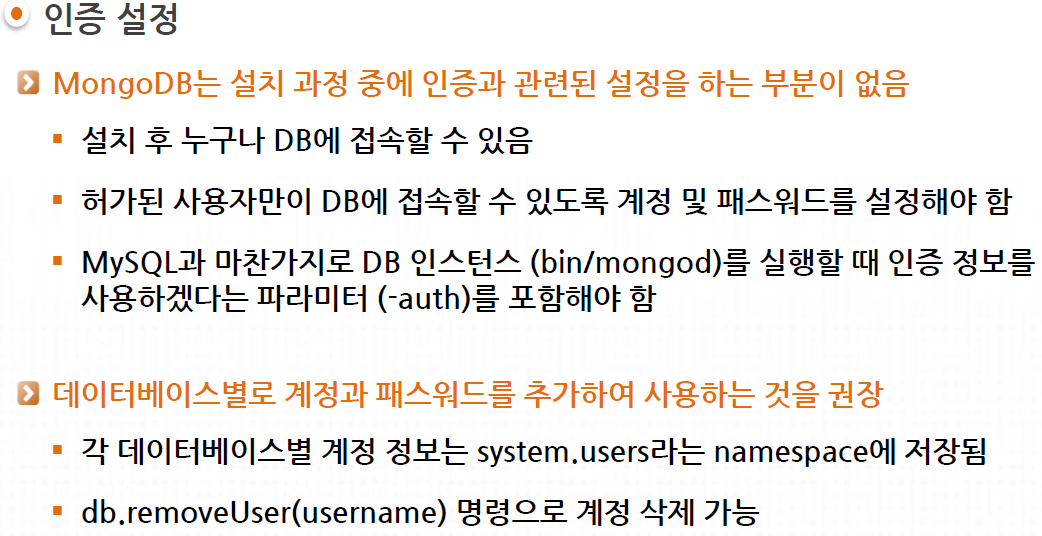 인증 설정
MongoDB는 설치 과정 중에 인증과 관련된 설정을 하는 부분이 없음
설치 후 누구나 DB에 접속할 수 있음
허가된 사용자만이 DB에 접속할 수 있도록 계정 및 패스워드를 설정해야 함
MySQL과 마찬가지로 DB 인스턴스 (bin/mongod)를 실행할 때 인증 정보를
사용하겠다는 파라미터 (-auth)를 포함해야 함
데이터베이스별로 계정과 패스워드를 추가하여 사용하는 것을 권장
각 데이터베이스별 계정 정보는 system.users라는 namespace에 저장됨
db.removeUser(username) 명령으로 계정 삭제 가능